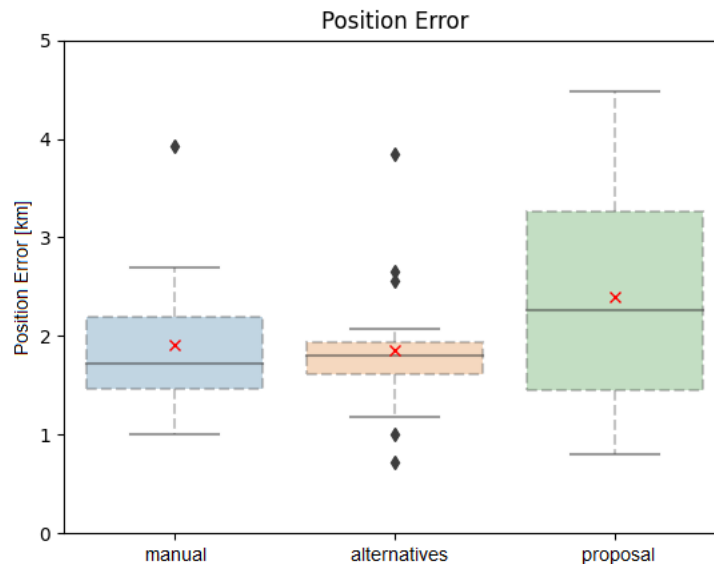 Position Error
5
4
3
2
1
0
Position Error [km]
manual alternatives proposal